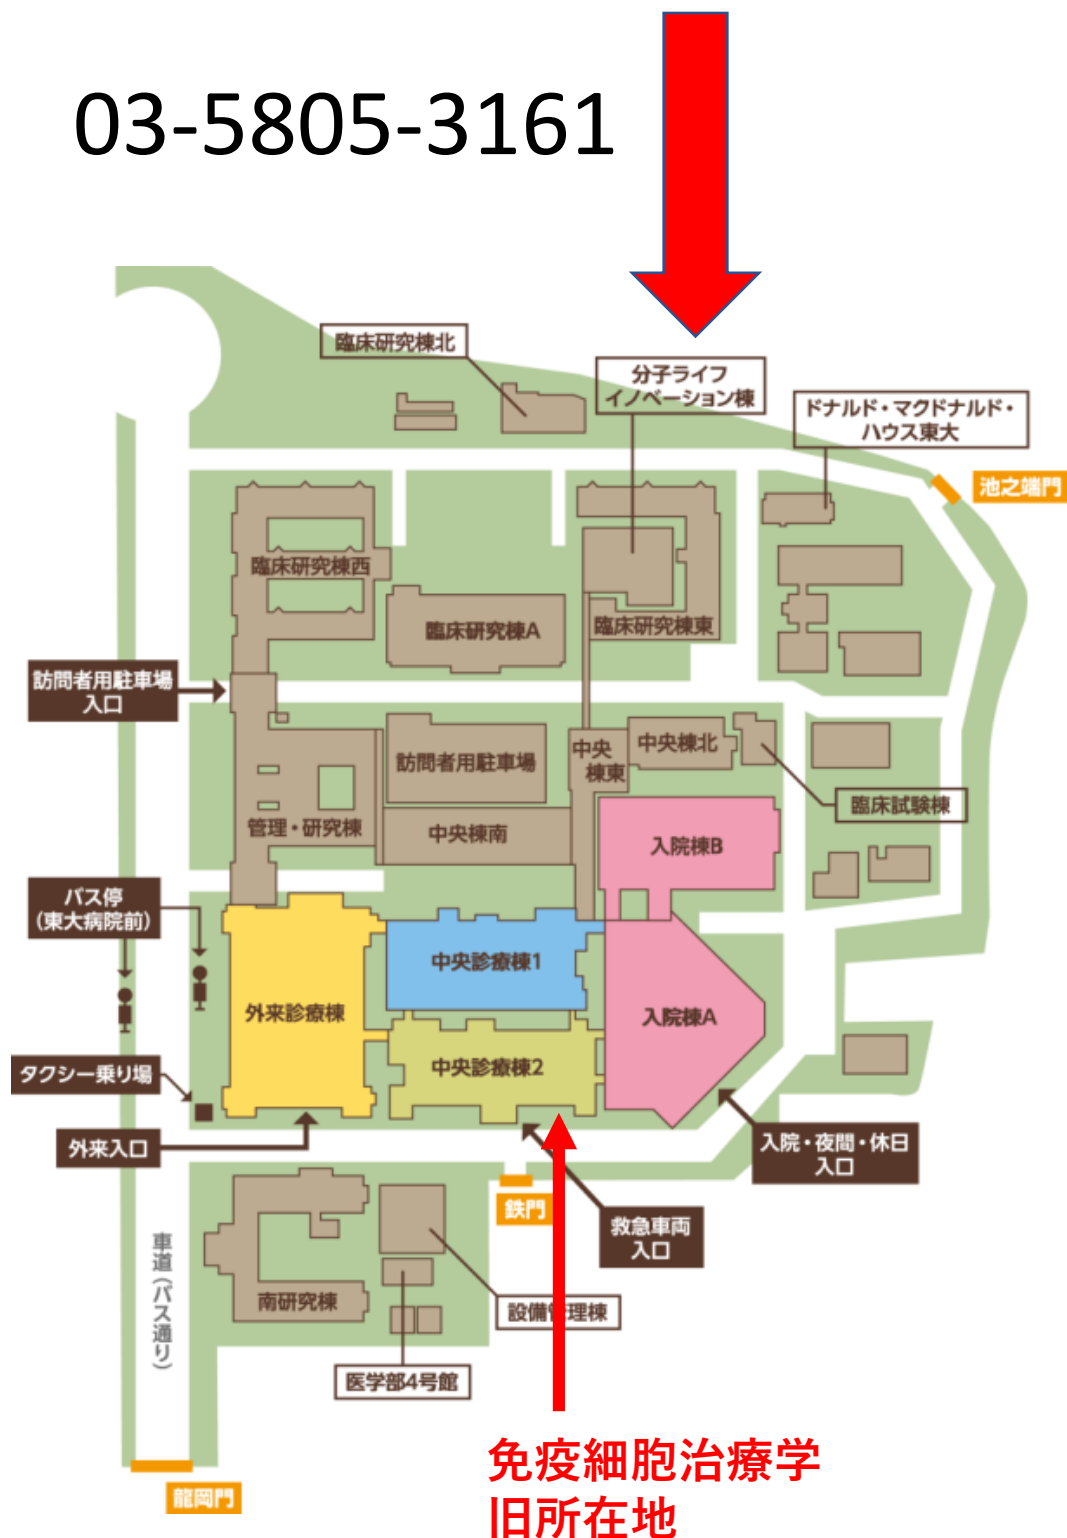 03-5805-3161
臨床研究棟北
分子ライフ
イノベーション棟
ドナルド・マクドナルド・
ハウス東大
池之端門
臨床研究棟西
臨床研究棟A
臨床研究棟東
訪問者用駐車場
入口
訪問者用駐車場
中央
棟東
中央棟北
臨床試験棟
管理・研究棟
中央棟南
入院棟B
バス停
(東大病院前)
外来診療棟
中央診療棟1
入院棟A
中央診療棟2
タクシー乗り場
外来入口
入院・夜間・休日
入口
鉄門
救急車両
入口
車道(バス通り)
南研究棟
設備管理棟
医学部4号館
免疫細胞治療学
旧所在地
龍岡門